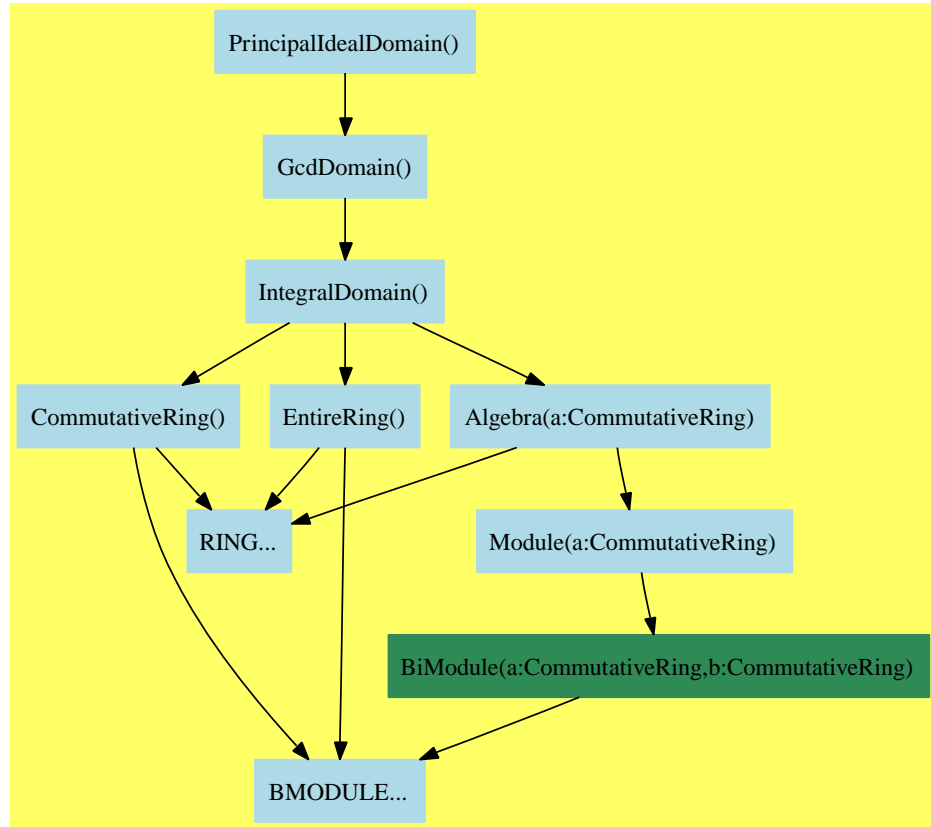 PrincipalIdealDomain()
GcdDomain()
IntegralDomain()
CommutativeRing()
EntireRing()
Algebra(a:CommutativeRing)
RING...
Module(a:CommutativeRing)
BiModule(a:CommutativeRing,b:CommutativeRing)
BMODULE...